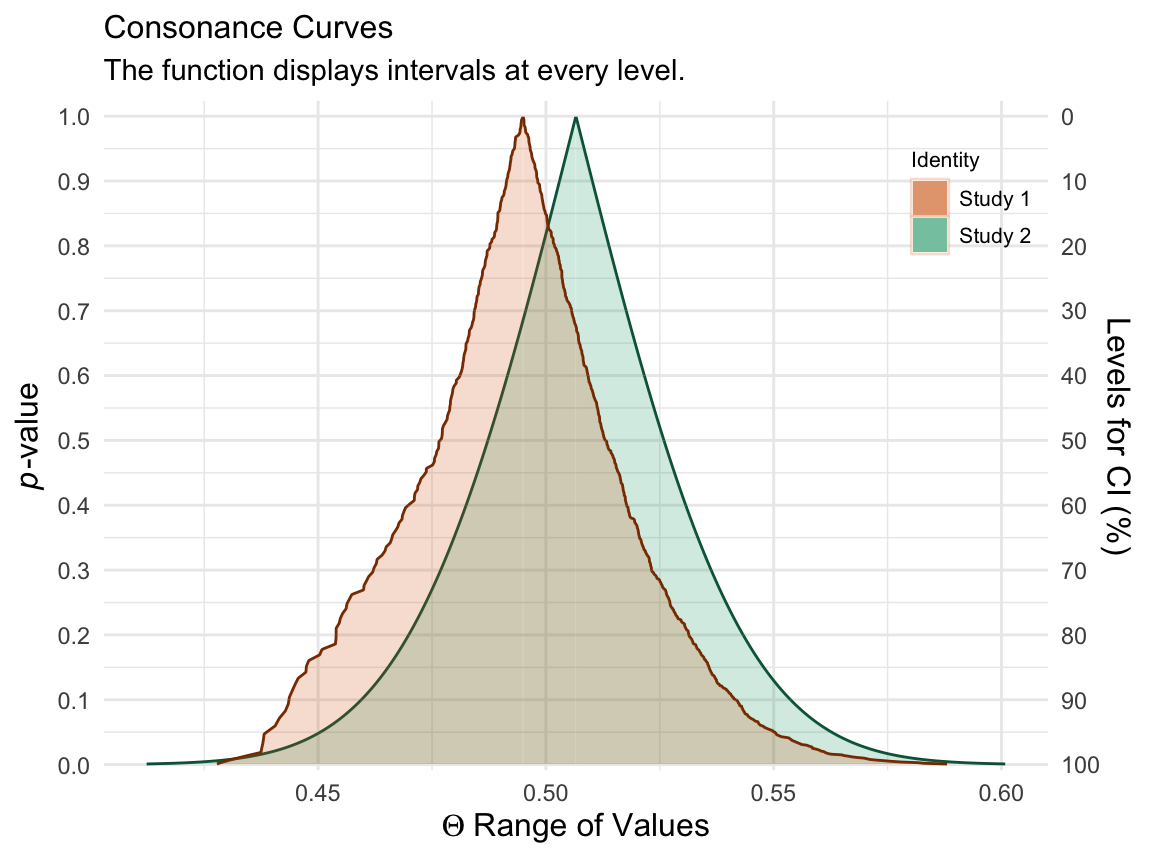 Consonance Curves
The function displays intervals at every level.
p-value
1.0
0.9
0.8
0.7
0.6
0.5
0.4
0.3
0.2
0.1
0.0
0
10
20
30
40
50
60
70
80
90
100
Levels for CI (%)
Identity
Study 1
Study 2
0.45 0.50 0.55 0.60
Θ Range of Values